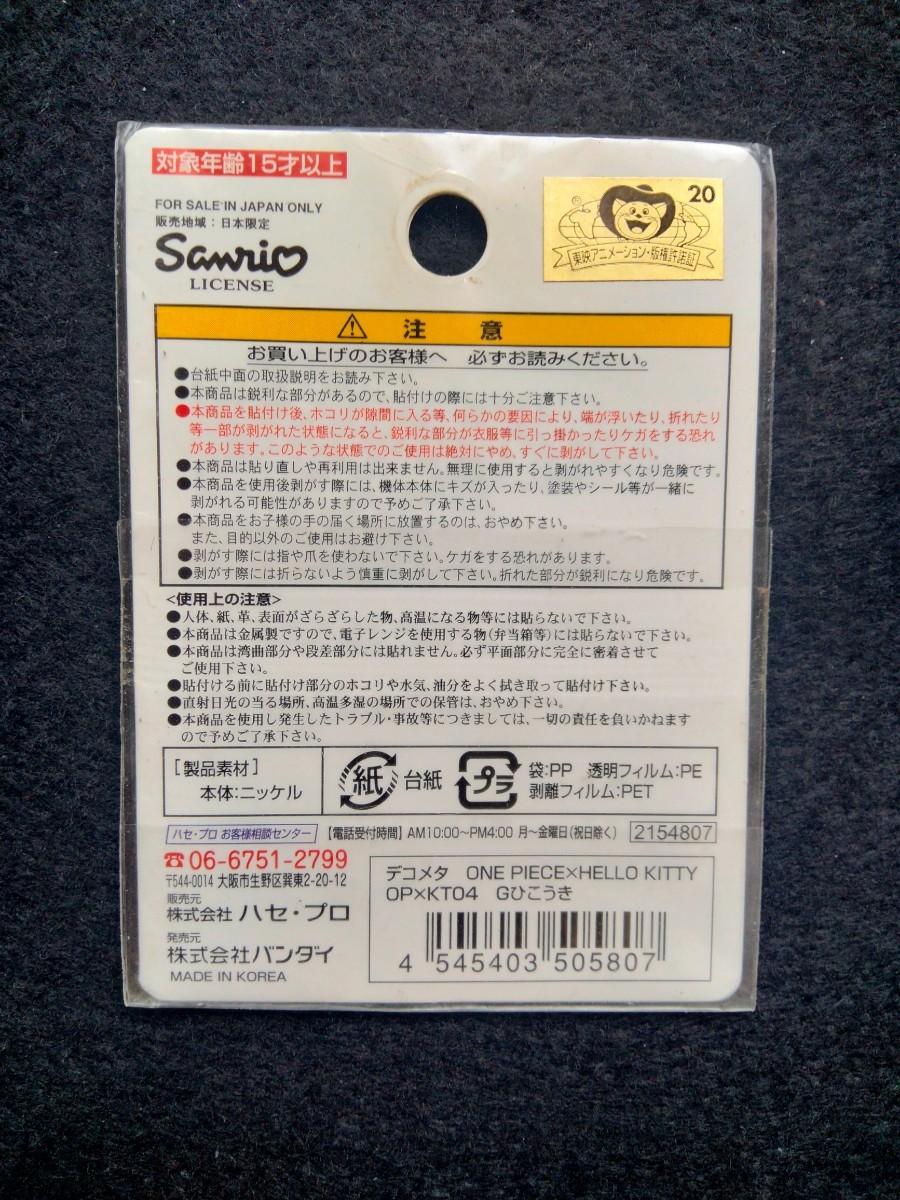 対象年齢15才以上
FOR SALE IN JAPAN ONLY
販売地域：日本限定
Sanrio
LICENSE
20
東映アニメーション・版権許諾証
注 意
お買い上げのお客様へ 必ずお読みください。
●台紙中面の取扱説明をお読み下さい。
●本商品は鋭利な部分があるので、貼付けの際には十分ご注意下さい。
●本商品を貼付け後、ホコリが隙間に入る等、何らかの要因により、端が浮いたり、折れたり
等一部が剥がれた状態になると、鋭利な部分が衣服等に引っ掛かったりケガをする恐れ
があります。このような状態でのご使用は絶対にやめ、すぐに剥がして下さい。
●本商品は貼り直しや再利用は出来ません。無理に使用すると剥がれやすくなり危険です。
●本商品を使用後剥がす際には、機体本体にキズが入ったり、塗装やシール等が一緒に
剥がれる可能性がありますので予めご了承下さい。
●本商品をお子様の手の届く場所に放置するのは、おやめ下さい。
また、目的以外のご使用はお避け下さい。
●剥がす際には指や爪を使わないで下さい。ケガをする恐れがあります。
●剥がす際には折らないよう慎重に剥がして下さい。折れた部分が鋭利になり危険です。
<使用上の注意>
●人体、紙、革、表面がざらざらした物、高温になる物等には貼らないで下さい。
●本商品は金属製ですので、電子レンジを使用する物(弁当箱等)には貼らないで下さい。
●本商品は湾曲部分や段差部分には貼れません。必ず平面部分に完全に密着させて
ご使用下さい。
●貼付ける前に貼付け部分のホコリや水気、油分をよく拭き取って貼付け下さい。
●直射日光の当る場所、高温多湿の場所での保管は、おやめ下さい。
●本商品を使用し発生したトラブル・事故等につきましては、一切の責任を負いかねます
ので予めご了承下さい。
［製品素材］
本体：ニッケル
紙 台紙
プラ
袋：PP 透明フィルム：PE
剥離フィルム：PET
ハセ・プロ お客様相談センター
【電話受付時間】AM10:00〜PM4:00 月〜金曜日(祝日除く)
2154807
☎06-6751-2799
〒544-0014 大阪市生野区巽東2-20-12
販売元
株式会社 ハセ・プロ
発売元
株式会社バンダイ
MADE IN KOREA
デコメタ ONE PIECE×HELLO KITTY
OP×KT04 Gひこうき
4 545403 505807